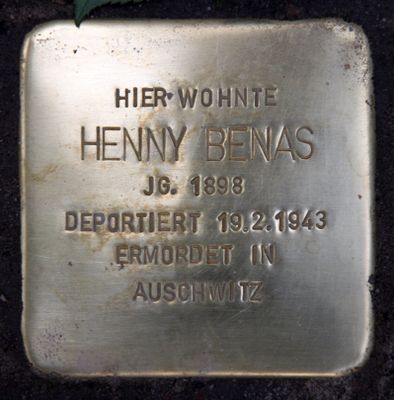 HIER WOHNTE
HENNY BENAS
JG. 1898
DEPORTIERT 19.2.1943
ERMORDET IN
AUSCHWITZ